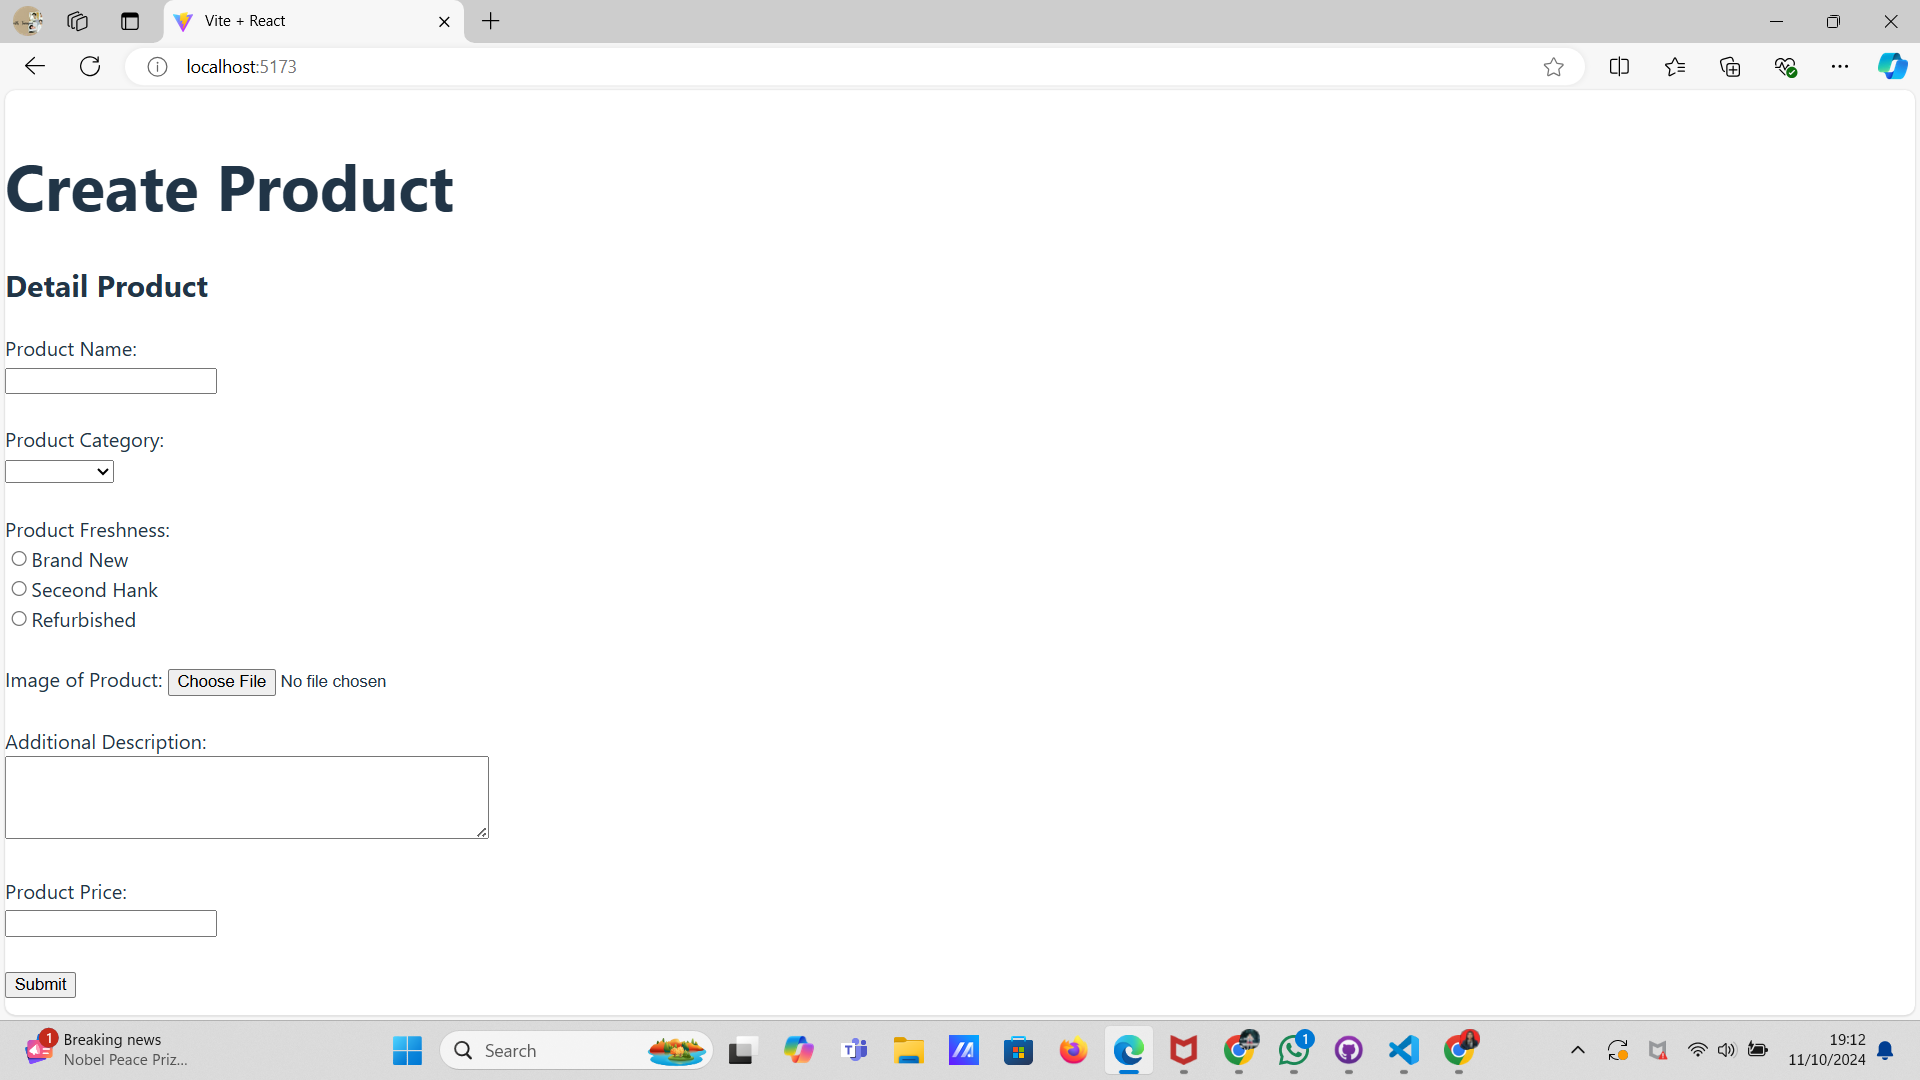 Vite + React
localhost:5173
Create Product
Detail Product
Product Name:
Product Category:
Product Freshness:
Brand New
Seceond Hank
Refurbished
Image of Product: Choose File No file chosen
Additional Description:
Product Price:
Submit
1
Breaking news
Nobel Peace Priz...
Search
1
19:12
11/10/2024